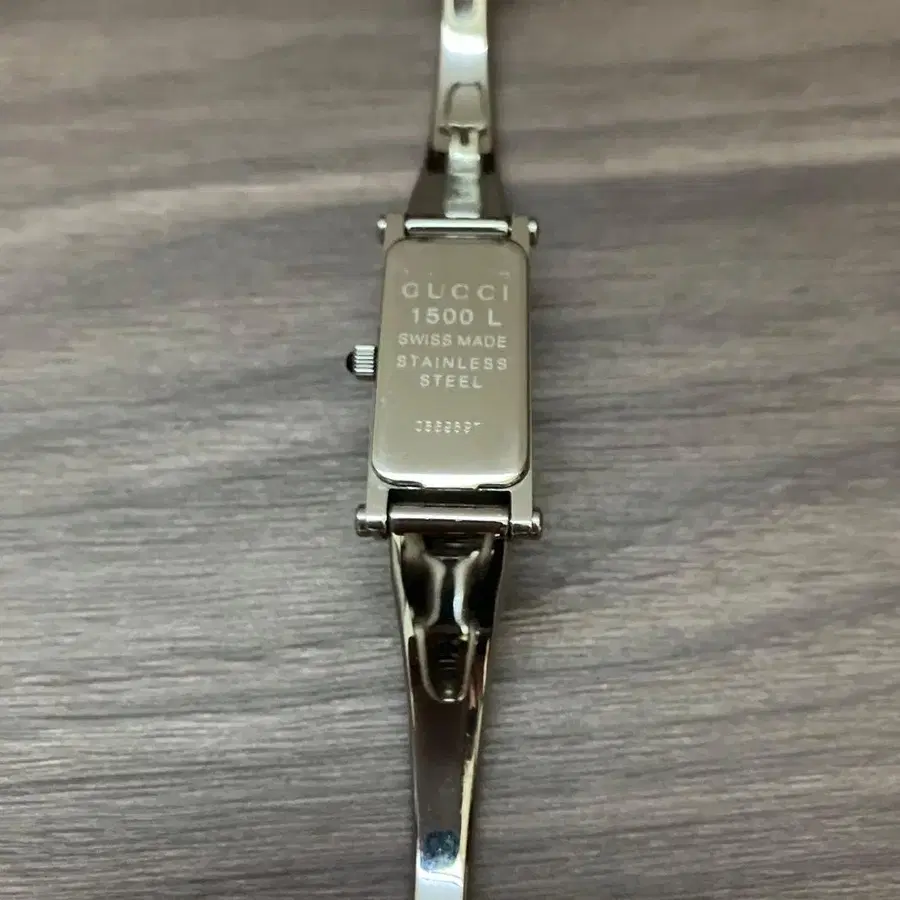 GUCCI
1500 L
SWISS MADE
STAINLESS
STEEL